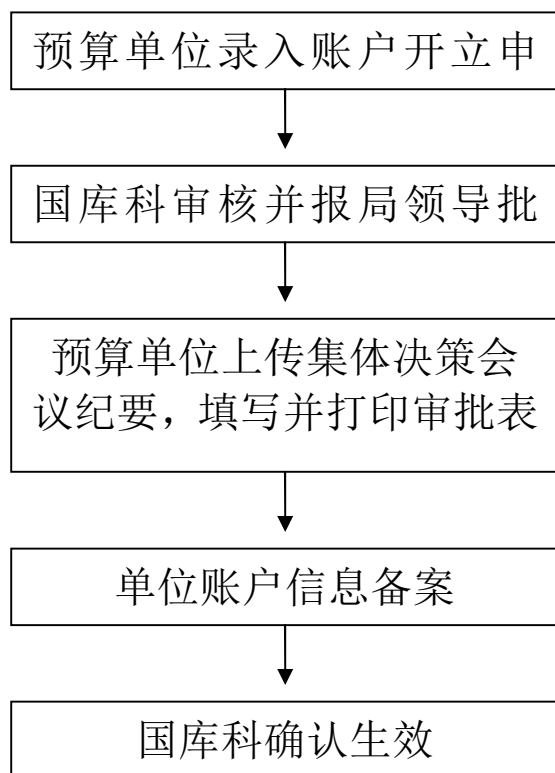 预算单位录入账户开立申
国库科审核并报局领导批
预算单位上传集体决策会
议纪要，填写并打印审批表
单位账户信息备案
国库科确认生效